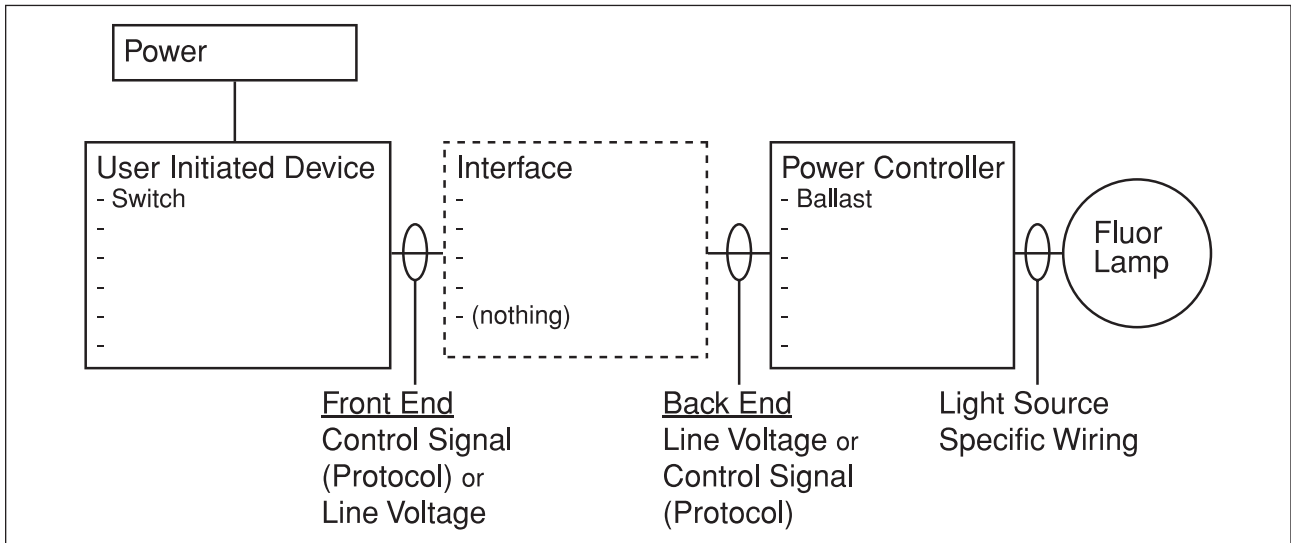 Power
User Initiated Device
- Switch
-
-
-
-
-
Interface
-
-
-
-
- (nothing)
Power Controller
- Ballast
-
-
-
-
-
Fluor
Lamp
Front End
Control Signal
(Protocol) or
Line Voltage
Back End
Line Voltage or
Control Signal
(Protocol)
Light Source
Specific Wiring